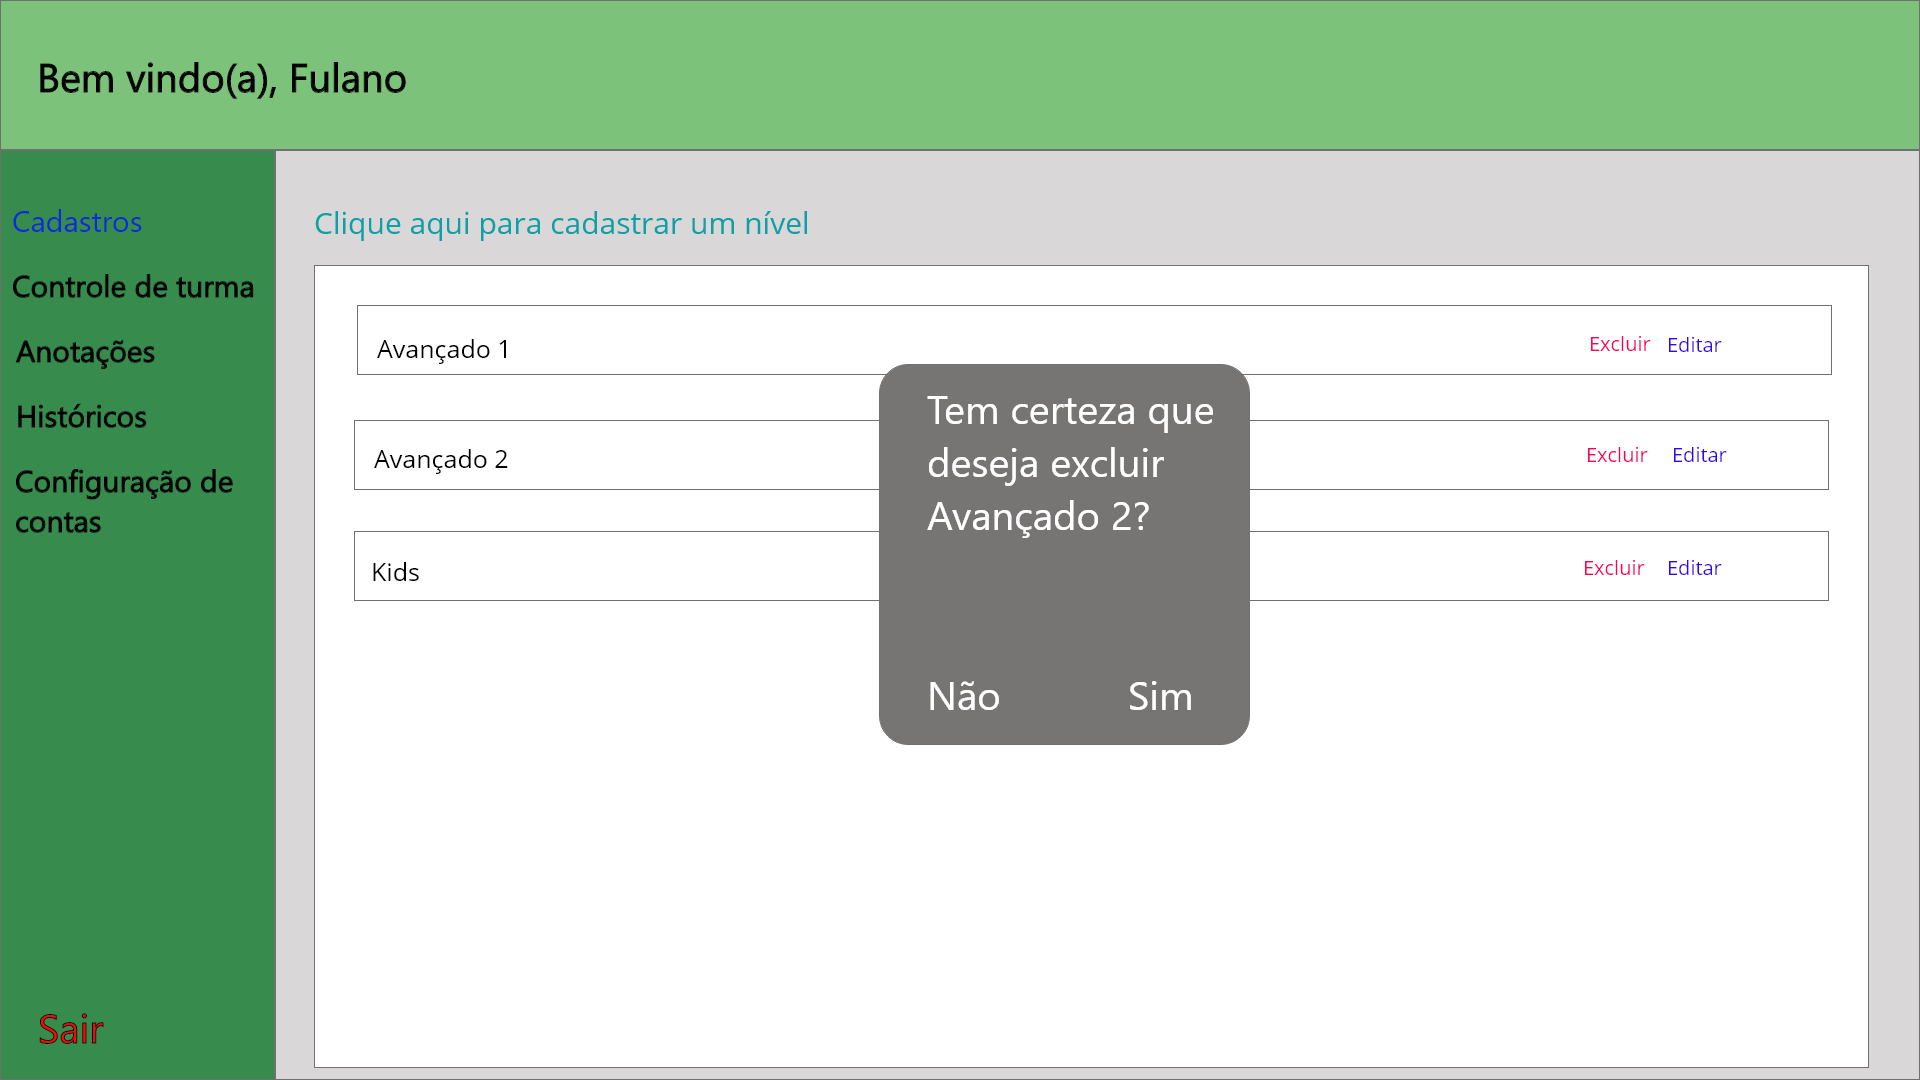 Bem vindo(a), Fulano
Cadastros
Controle de turma
Anotações
Históricos
Configuração de
contas
Sair
Clique aqui para cadastrar um nível
Avançado 1
Excluir Editar
Avançado 2
Excluir Editar
Kids
Excluir Editar
Tem certeza que
deseja excluir
Avançado 2?
Não Sim